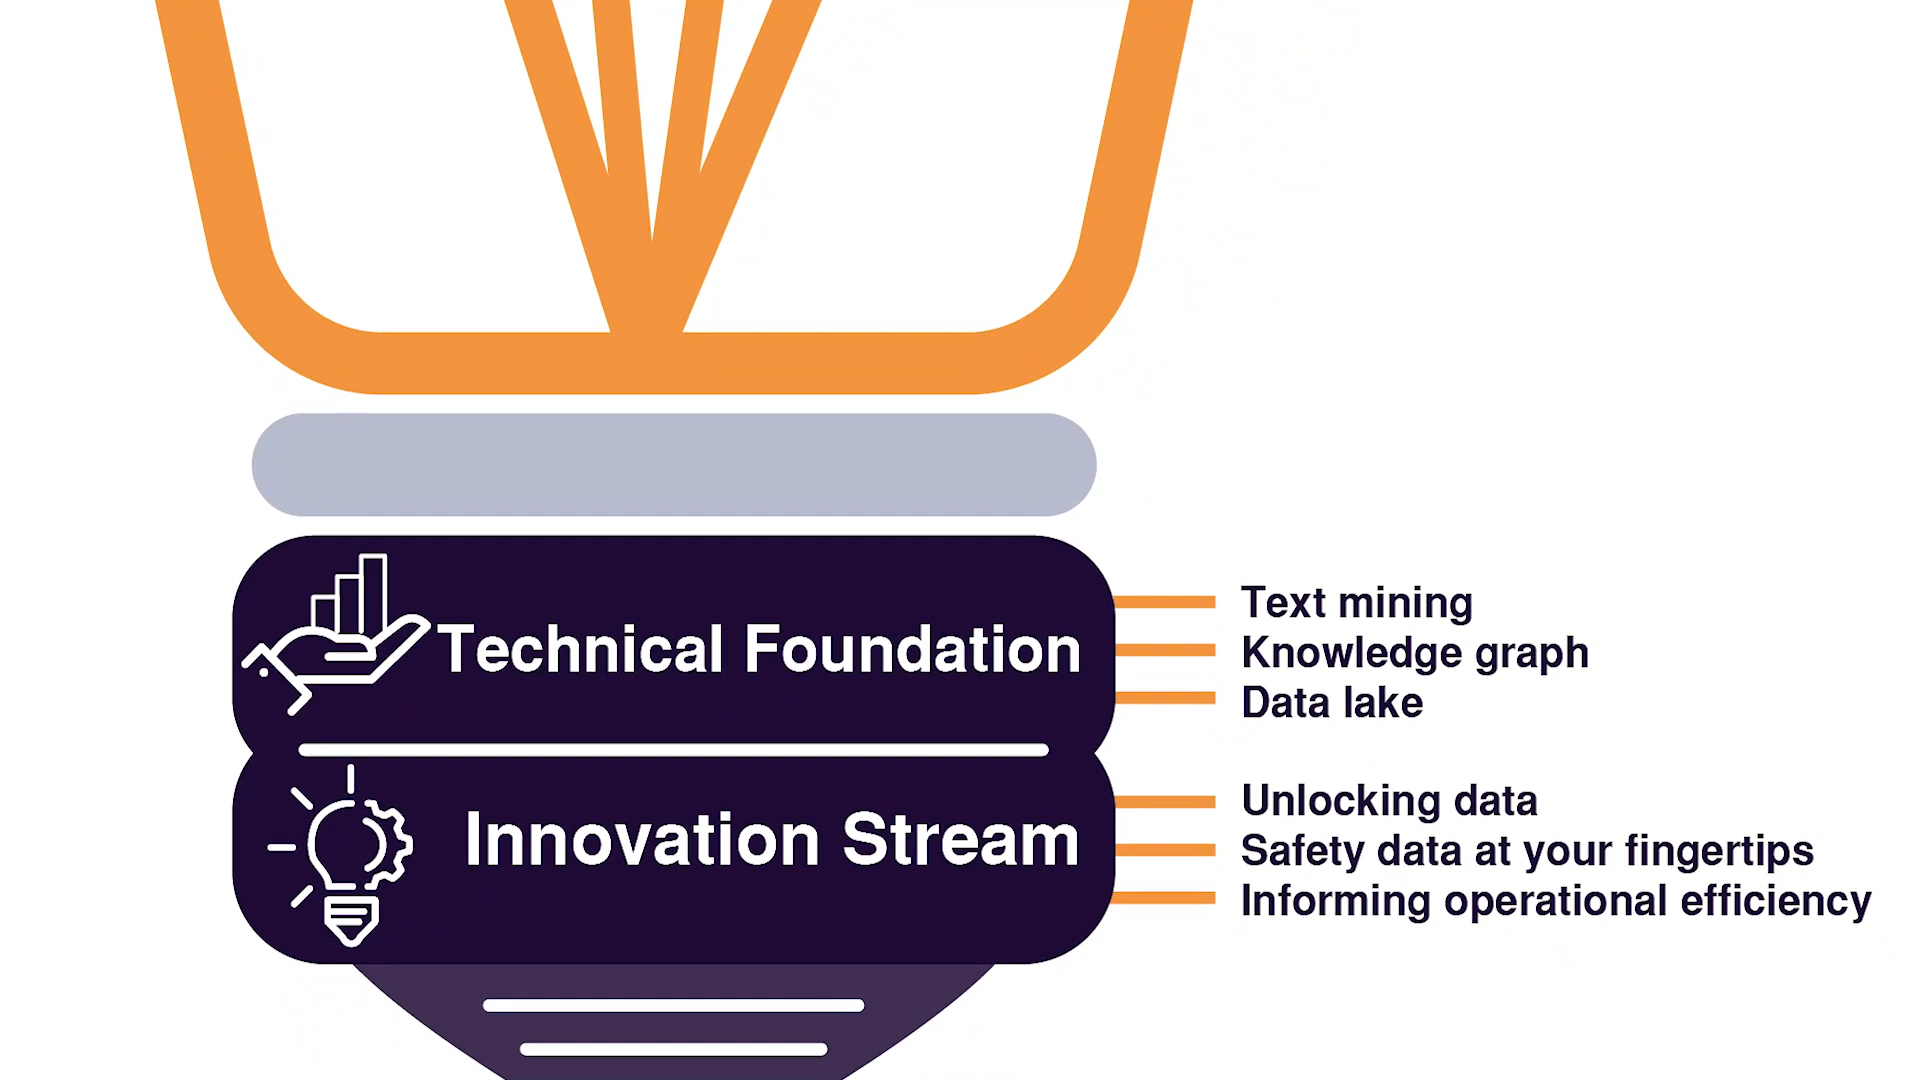 Technical Foundation
Text mining
Knowledge graph
Data lake
Innovation Stream
Unlocking data
Safety data at your fingertips
Informing operational efficiency